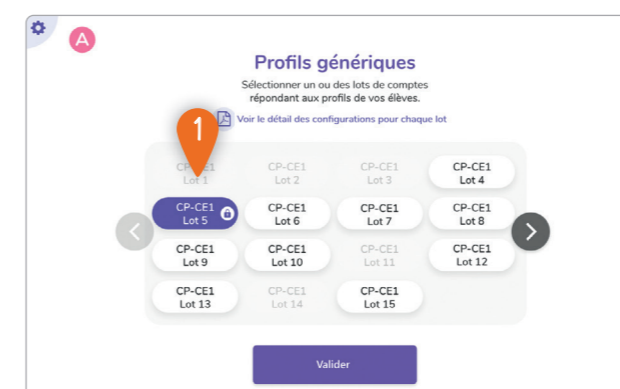 A
Profils génériques
Sélectionner un ou des lots de comptes
répondant aux profils de vos élèves.
Voir le détail des configurations pour chaque lot
1
CP-CE1
Lot 1
CP-CE1
Lot 2
CP-CE1
Lot 3
CP-CE1
Lot 4
CP-CE1
Lot 5
CP-CE1
Lot 6
CP-CE1
Lot 7
CP-CE1
Lot 8
CP-CE1
Lot 9
CP-CE1
Lot 10
CP-CE1
Lot 11
CP-CE1
Lot 12
CP-CE1
Lot 13
CP-CE1
Lot 14
CP-CE1
Lot 15
Valider